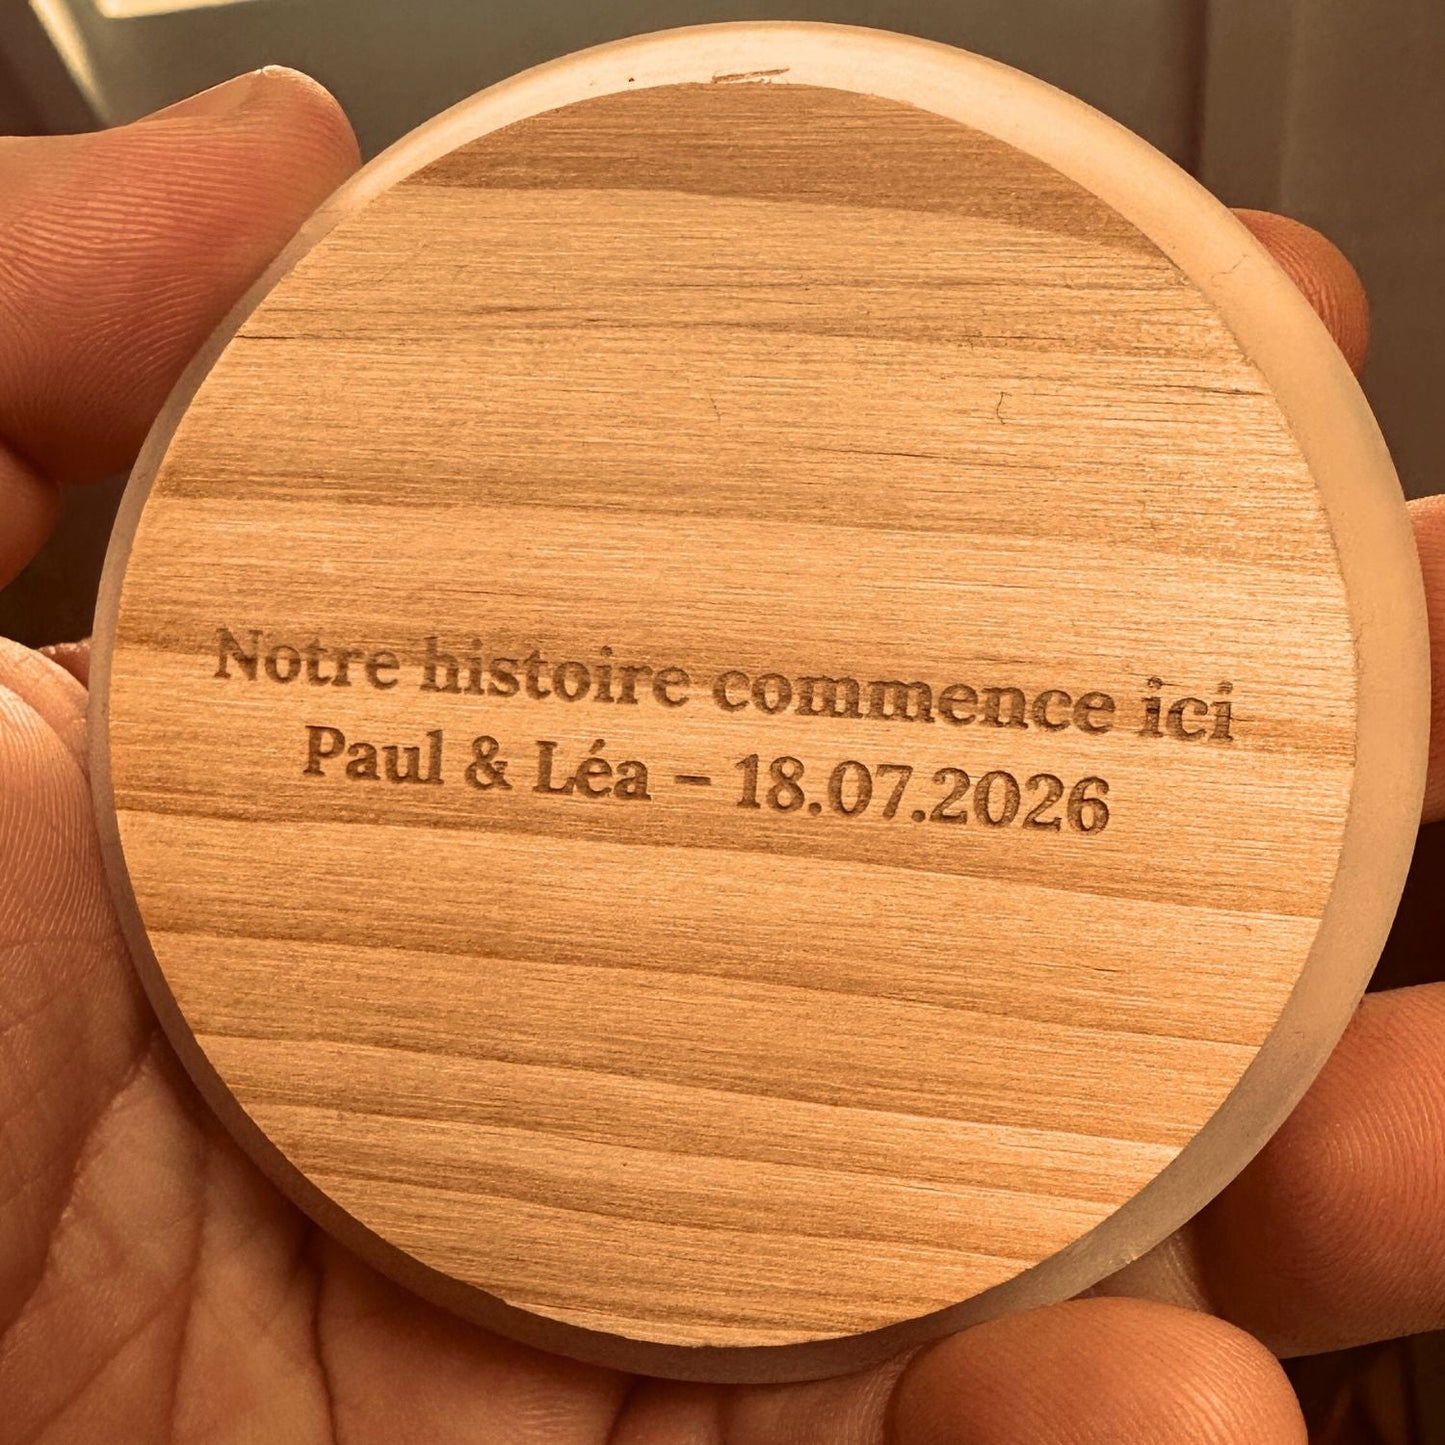 Notre histoire commence ici
Paul & Léa – 18.07.2026